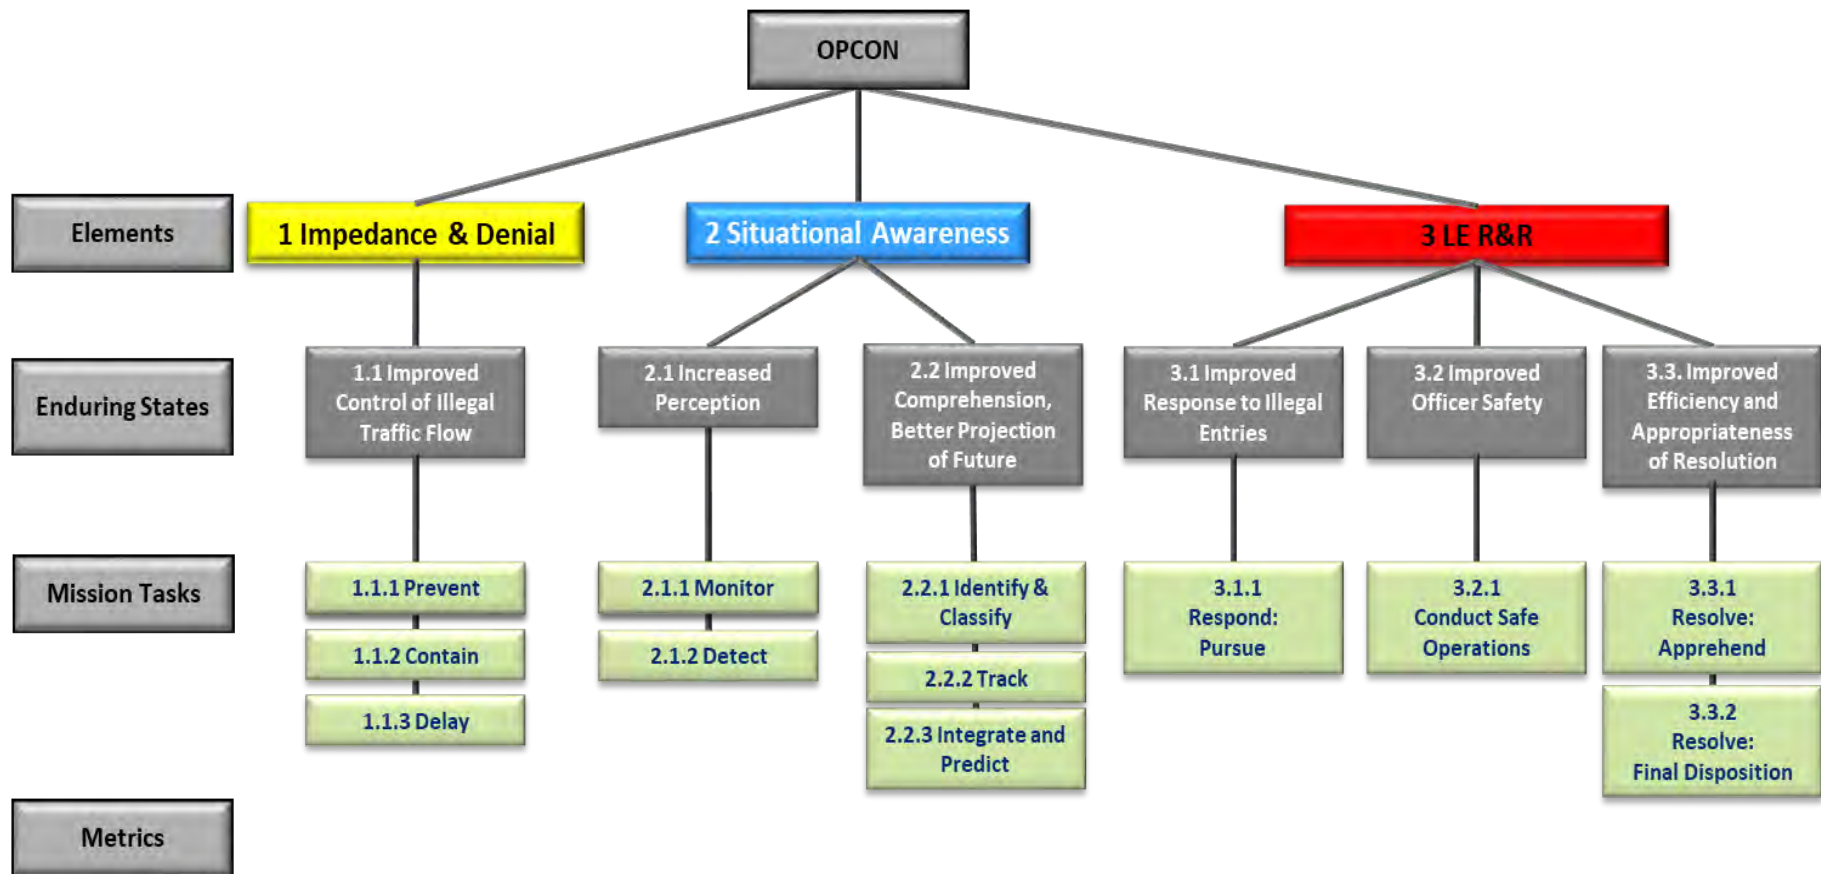 OPCON
Elements
1 Impedance & Denial
2 Situational Awareness
3 LE R&R
Enduring States
1.1 Improved
Control of Illegal
Traffic Flow
2.1 Increased
Perception
2.2 Improved
Comprehension,
Better Projection
of Future
3.1 Improved
Response to Illegal
Entries
3.2 Improved
Officer Safety
3.3. Improved
Efficiency and
Appropriateness
of Resolution
Mission Tasks
1.1.1 Prevent
1.1.2 Contain
1.1.3 Delay
2.1.1 Monitor
2.1.2 Detect
2.2.1 Identify &
Classify
2.2.2 Track
2.2.3 Integrate and
Predict
3.1.1
Respond:
Pursue
3.2.1
Conduct Safe
Operations
3.3.1
Resolve:
Apprehend
3.3.2
Resolve:
Final Disposition
Metrics